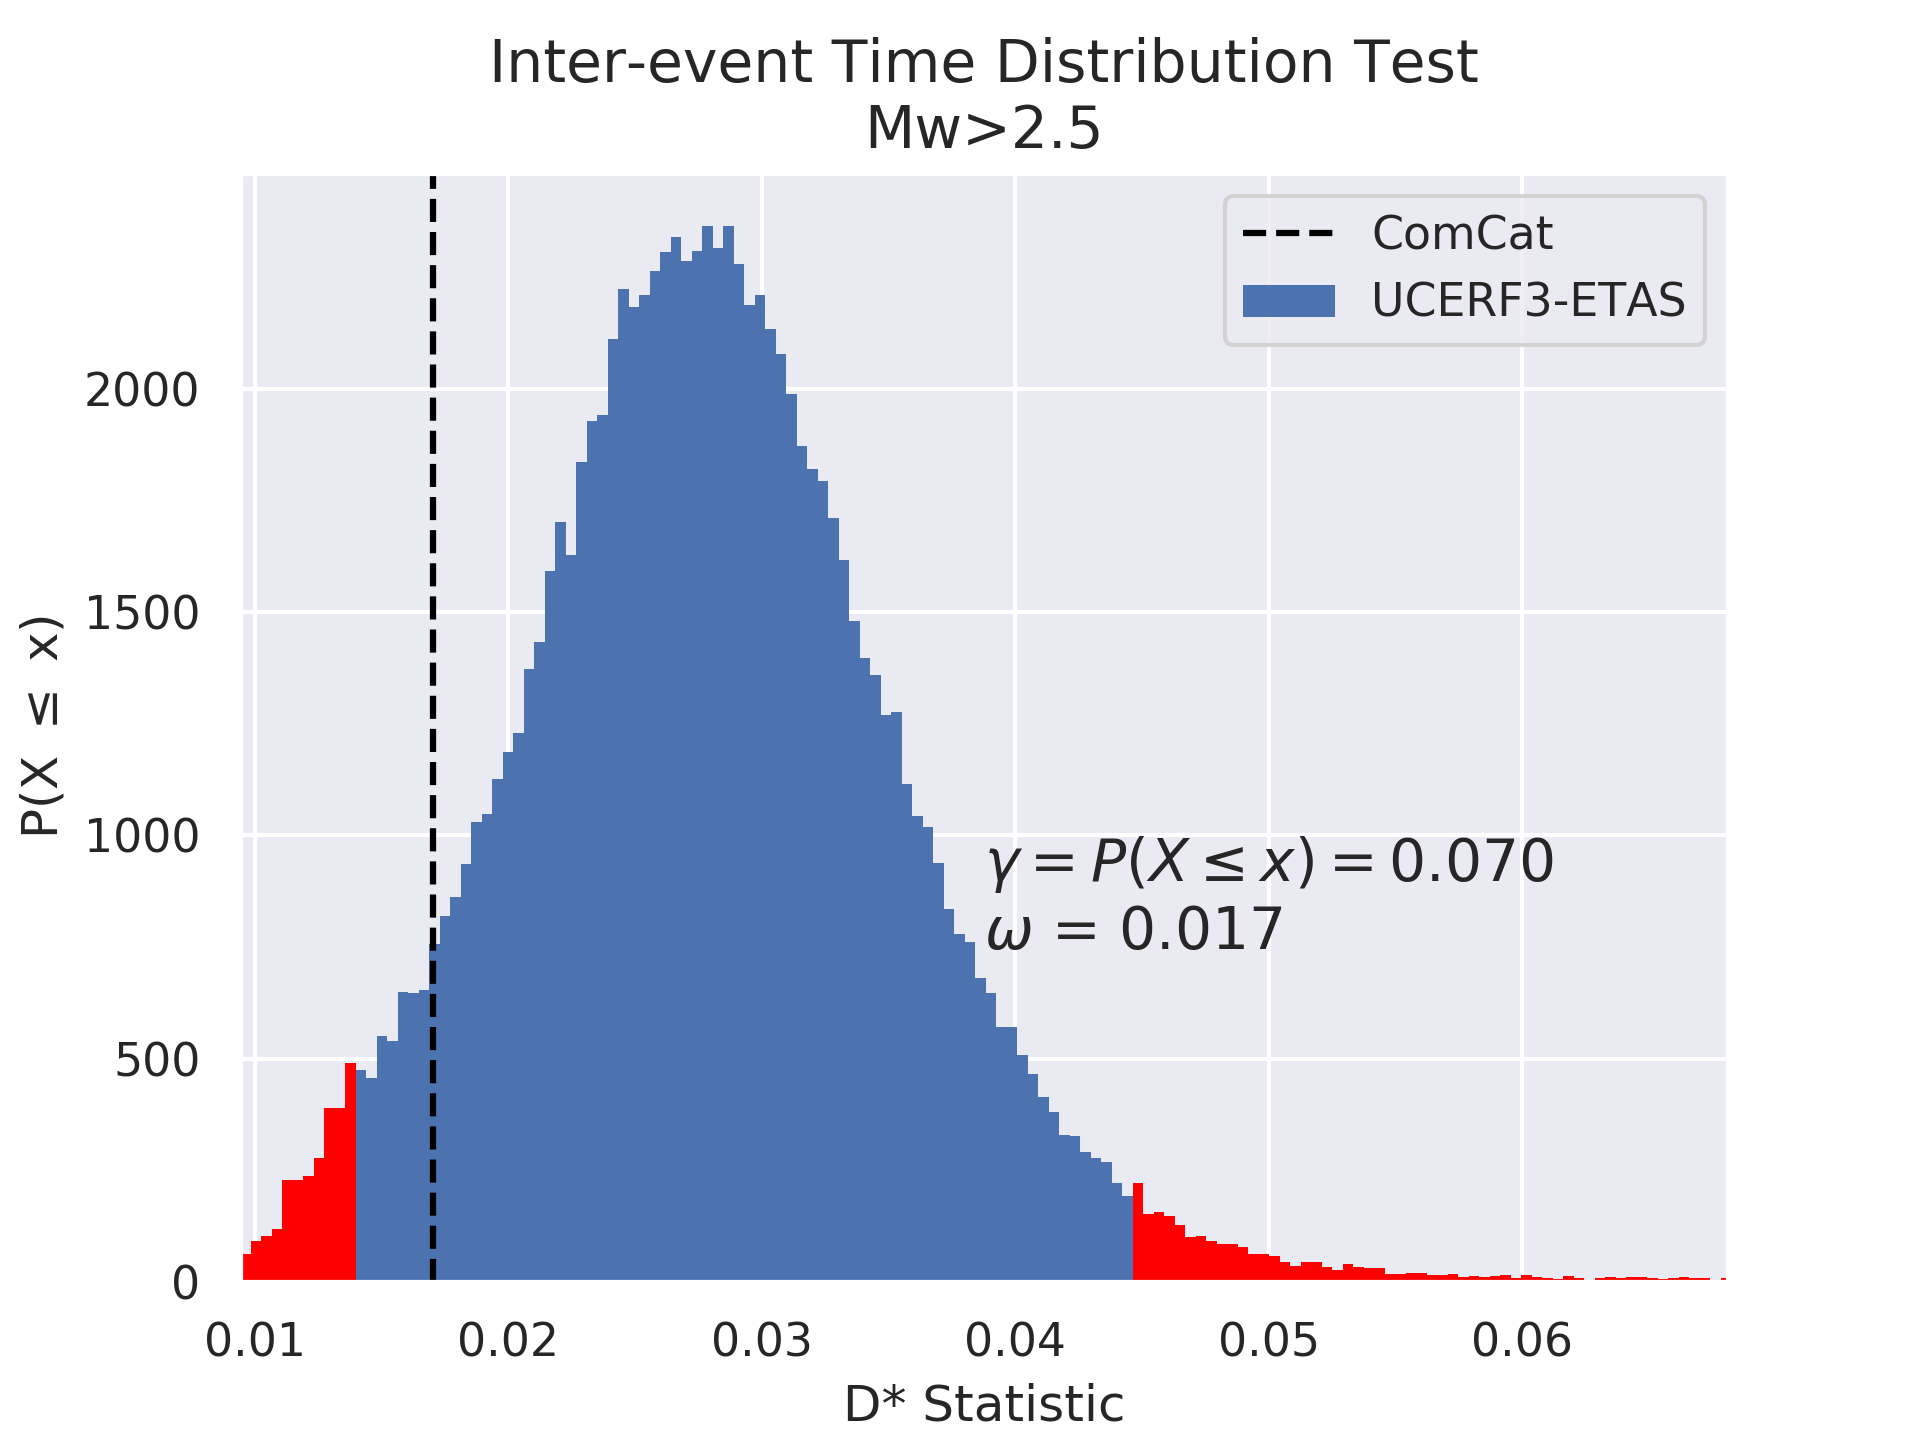 Inter-event Time Distribution Test
Mw>2.5
ComCat
UCERF3-ETAS
P(X ≤ x)
2000
1500
1000
500
0
γ = P(X ≤ x) = 0.070
ω = 0.017
0.01 0.02 0.03 0.04 0.05 0.06
D* Statistic